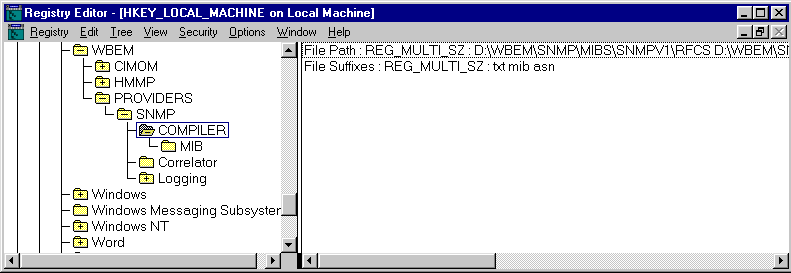 Registry Editor - [HKEY_LOCAL_MACHINE on Local Machine]
Registry Edit Tree View Security Options Window Help
WBEM
CIMOM
HMMP
PROVIDERS
SNMP
COMPILER
MIB
Correlator
Logging
Windows
Windows Messaging Subsyster
Windows NT
Word
File Path : REG_MULTI_SZ : D:\WBEM\SNMP\MIBS\SNMPV1\RFCS D:\WBEM\SN
File Suffixes : REG_MULTI_SZ : txt mib asn